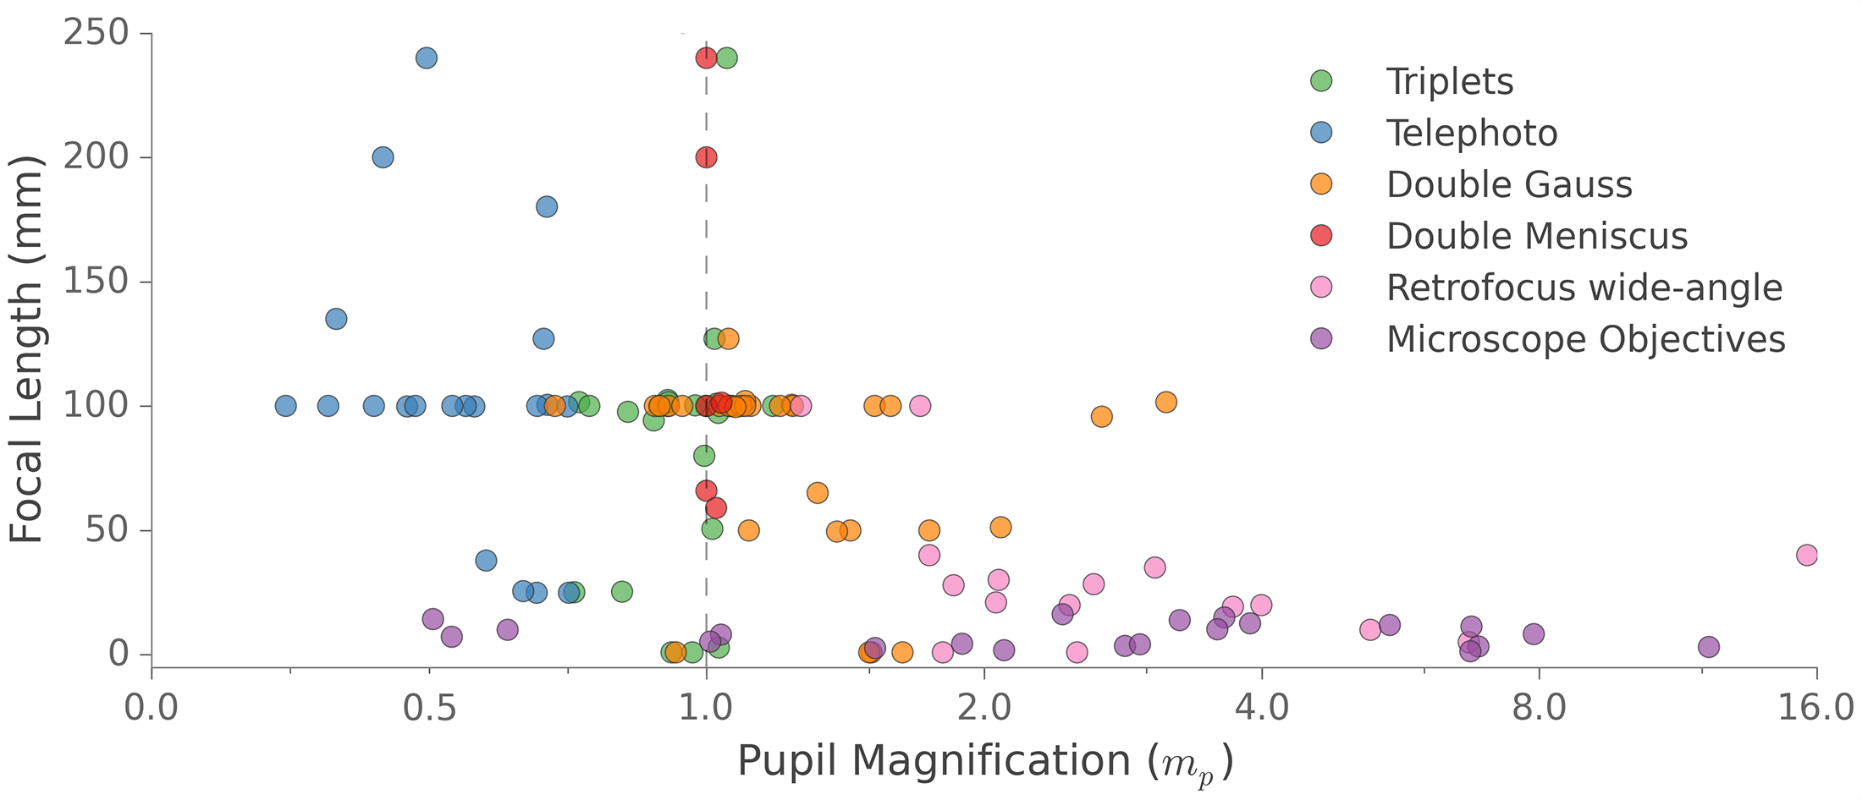 250
200
150
100
50
0
Focal Length (mm)
Triplets
Telephoto
Double Gauss
Double Meniscus
Retrofocus wide-angle
Microscope Objectives
0.0 0.5 1.0 2.0 4.0 8.0 16.0
Pupil Magnification (mₚ)